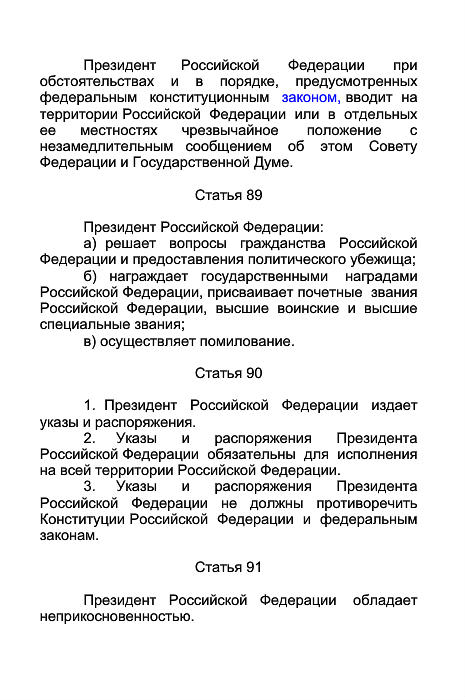 Президент Российской Федерации при
обстоятельствах и в порядке, предусмотренных
федеральным конституционным законом, вводит на
территории Российской Федерации или в отдельных
ее местностях чрезвычайное положение с
незамедлительным сообщением об этом Совету
Федерации и Государственной Думе.
Статья 89
Президент Российской Федерации:
а) решает вопросы гражданства Российской
Федерации и предоставления политического убежища;
б) награждает государственными наградами
Российской Федерации, присваивает почетные звания
Российской Федерации, высшие воинские и высшие
специальные звания;
в) осуществляет помилование.
Статья 90
1. Президент Российской Федерации издает
указы и распоряжения.
2. Указы и распоряжения Президента
Российской Федерации обязательны для исполнения
на всей территории Российской Федерации.
3. Указы и распоряжения Президента
Российской Федерации не должны противоречить
Конституции Российской Федерации и федеральным
законам.
Статья 91
Президент Российской Федерации обладает
неприкосновенностью.